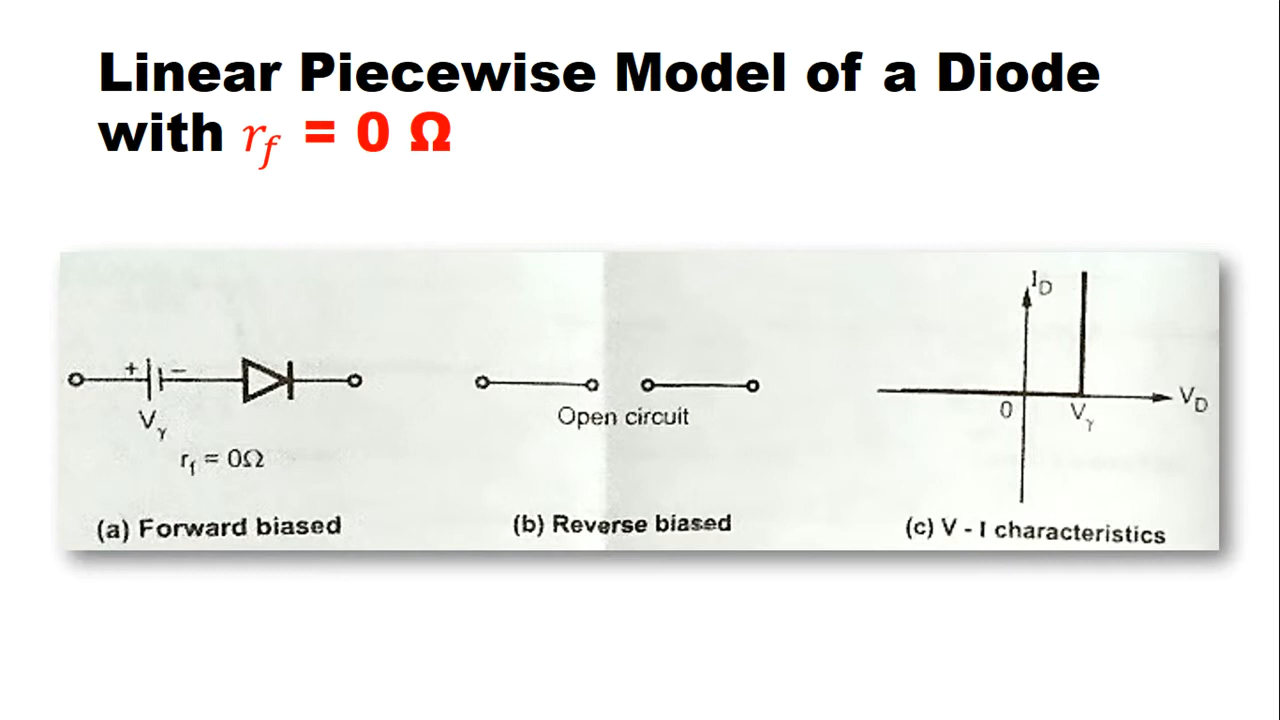 Linear Piecewise Model of a Diode
with r_f = 0 Ω
+ −
V_γ
r_f = 0Ω
(a) Forward biased
Open circuit
(b) Reverse biased
I_D
0
V_γ
V_D
(c) V - I characteristics